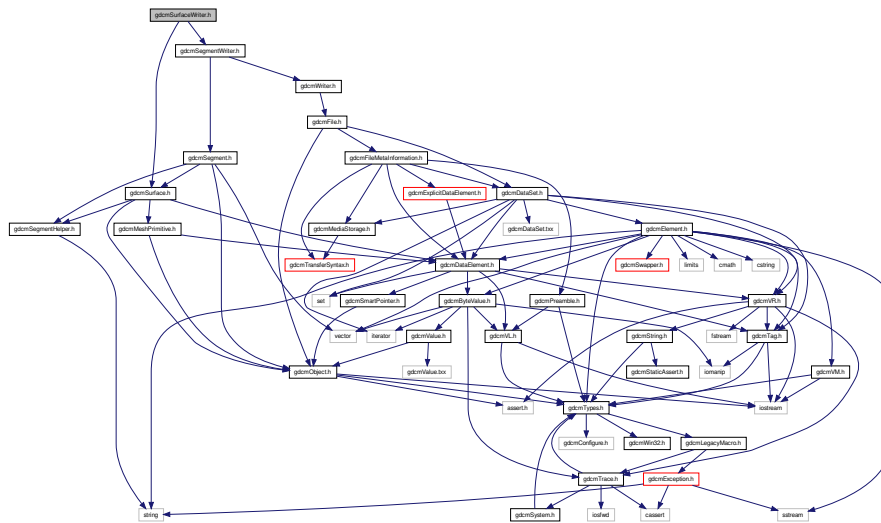 gdcmSurfaceWriter.h
gdcmSegmentWriter.h
gdcmWriter.h
gdcmFile.h
gdcmSegment.h
gdcmFileMetaInformation.h
gdcmSurface.h
gdcmExplicitDataElement.h
gdcmDataSet.h
gdcmSegmentHelper.h
gdcmMeshPrimitive.h
gdcmMediaStorage.h
gdcmDataSet.txx
gdcmElement.h
gdcmTransferSyntax.h
gdcmDataElement.h
gdcmSwapper.h
limits
cmath
cstring
set
gdcmSmartPointer.h
gdcmByteValue.h
gdcmPreamble.h
gdcmVR.h
vector
iterator
gdcmValue.h
gdcmVL.h
fstream
gdcmString.h
gdcmTag.h
gdcmObject.h
gdcmValue.txx
gdcmStaticAssert.h
iomanip
gdcmVM.h
assert.h
gdcmTypes.h
iostream
gdcmConfigure.h
gdcmWin32.h
gdcmLegacyMacro.h
gdcmTrace.h
gdcmException.h
string
gdcmSystem.h
iosfwd
cassert
sstream